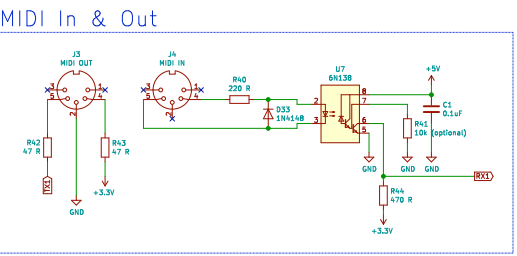 MIDI In & Out
J3
MIDI OUT
3 1
5 4
2
R42
47 R
TX1
GND
R43
47 R
+3.3V
J4
MIDI IN
3 1
5 4
2
R40
220 R
D33
1N4148
U7
6N138
2
3
8
7
6
5
+5V
C1
0.1uF
R41
10k (optional)
GND
GND
GND
RX1
R44
470 R
+3.3V